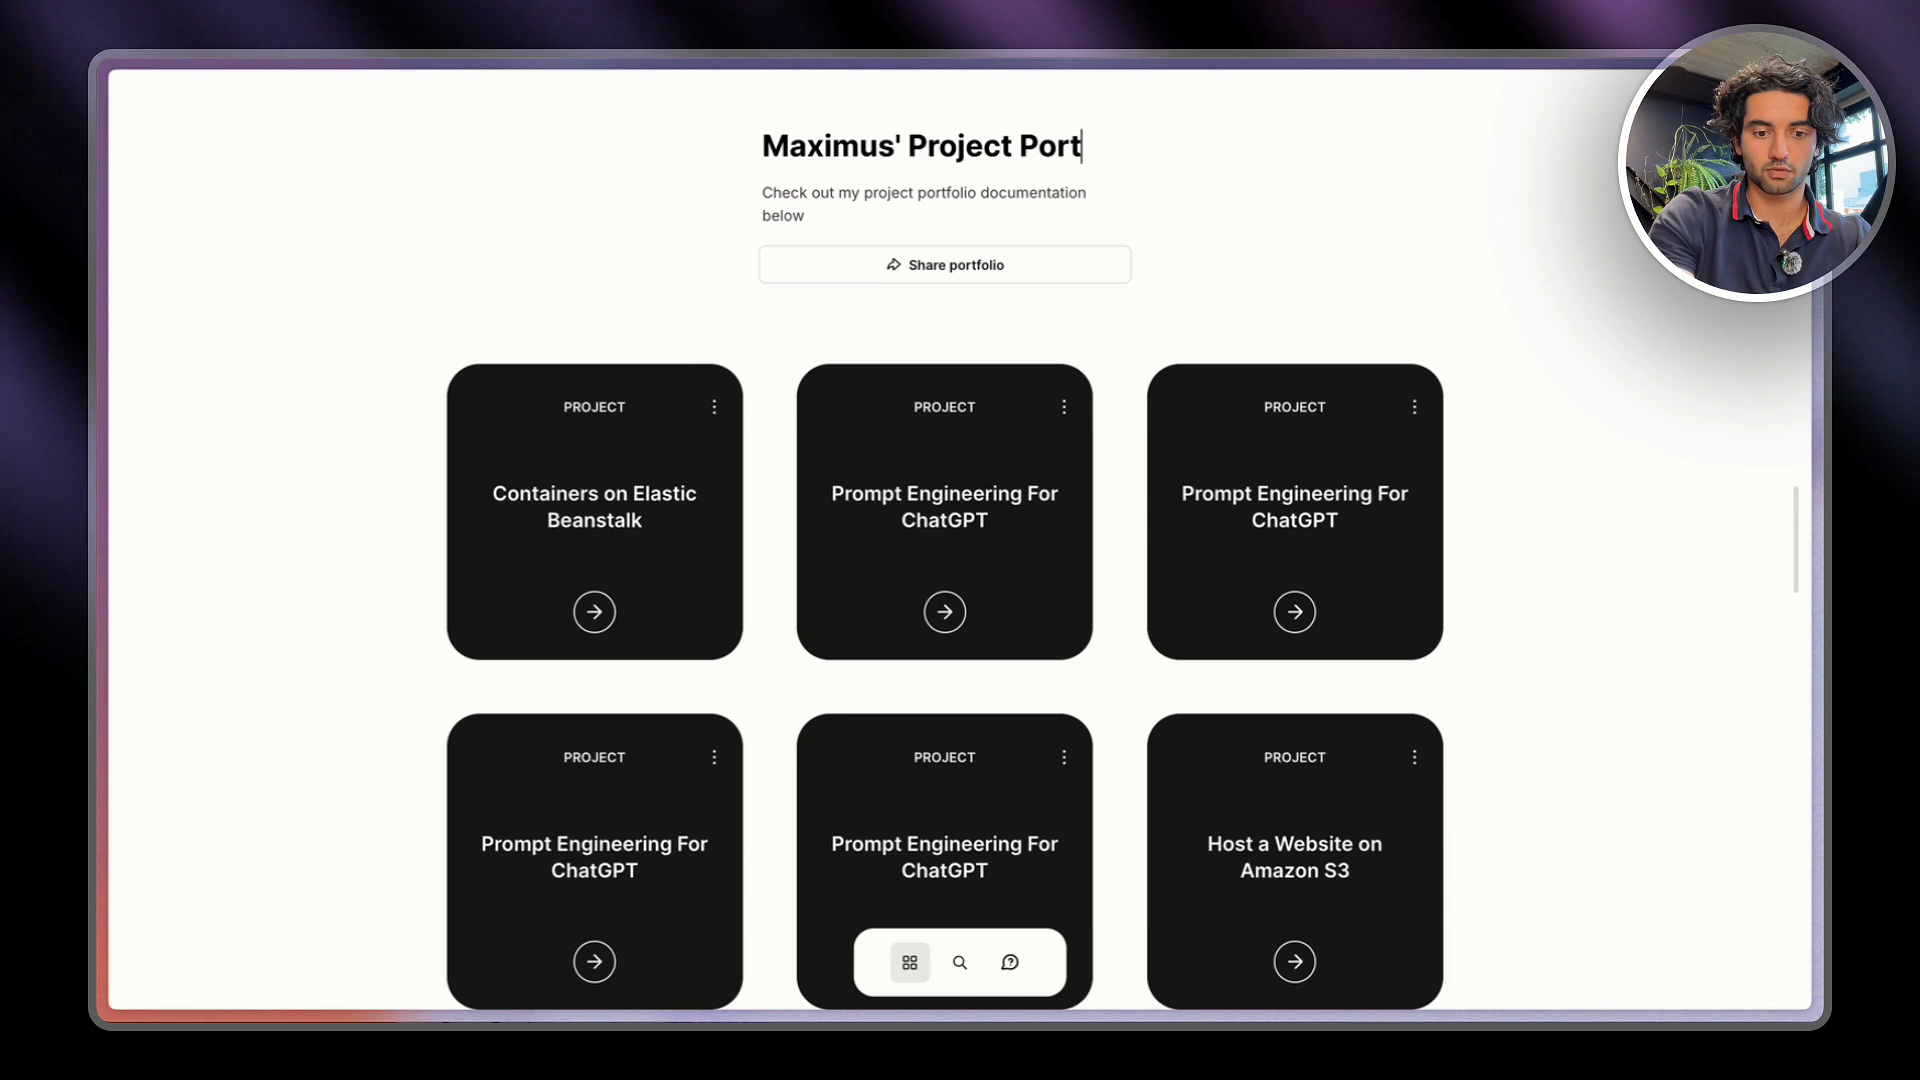 Maximus' Project Port
Check out my project portfolio documentation
below
Share portfolio
PROJECT
Containers on Elastic
Beanstalk
PROJECT
Prompt Engineering For
ChatGPT
PROJECT
Prompt Engineering For
ChatGPT
PROJECT
Prompt Engineering For
ChatGPT
PROJECT
Prompt Engineering For
ChatGPT
PROJECT
Host a Website on
Amazon S3